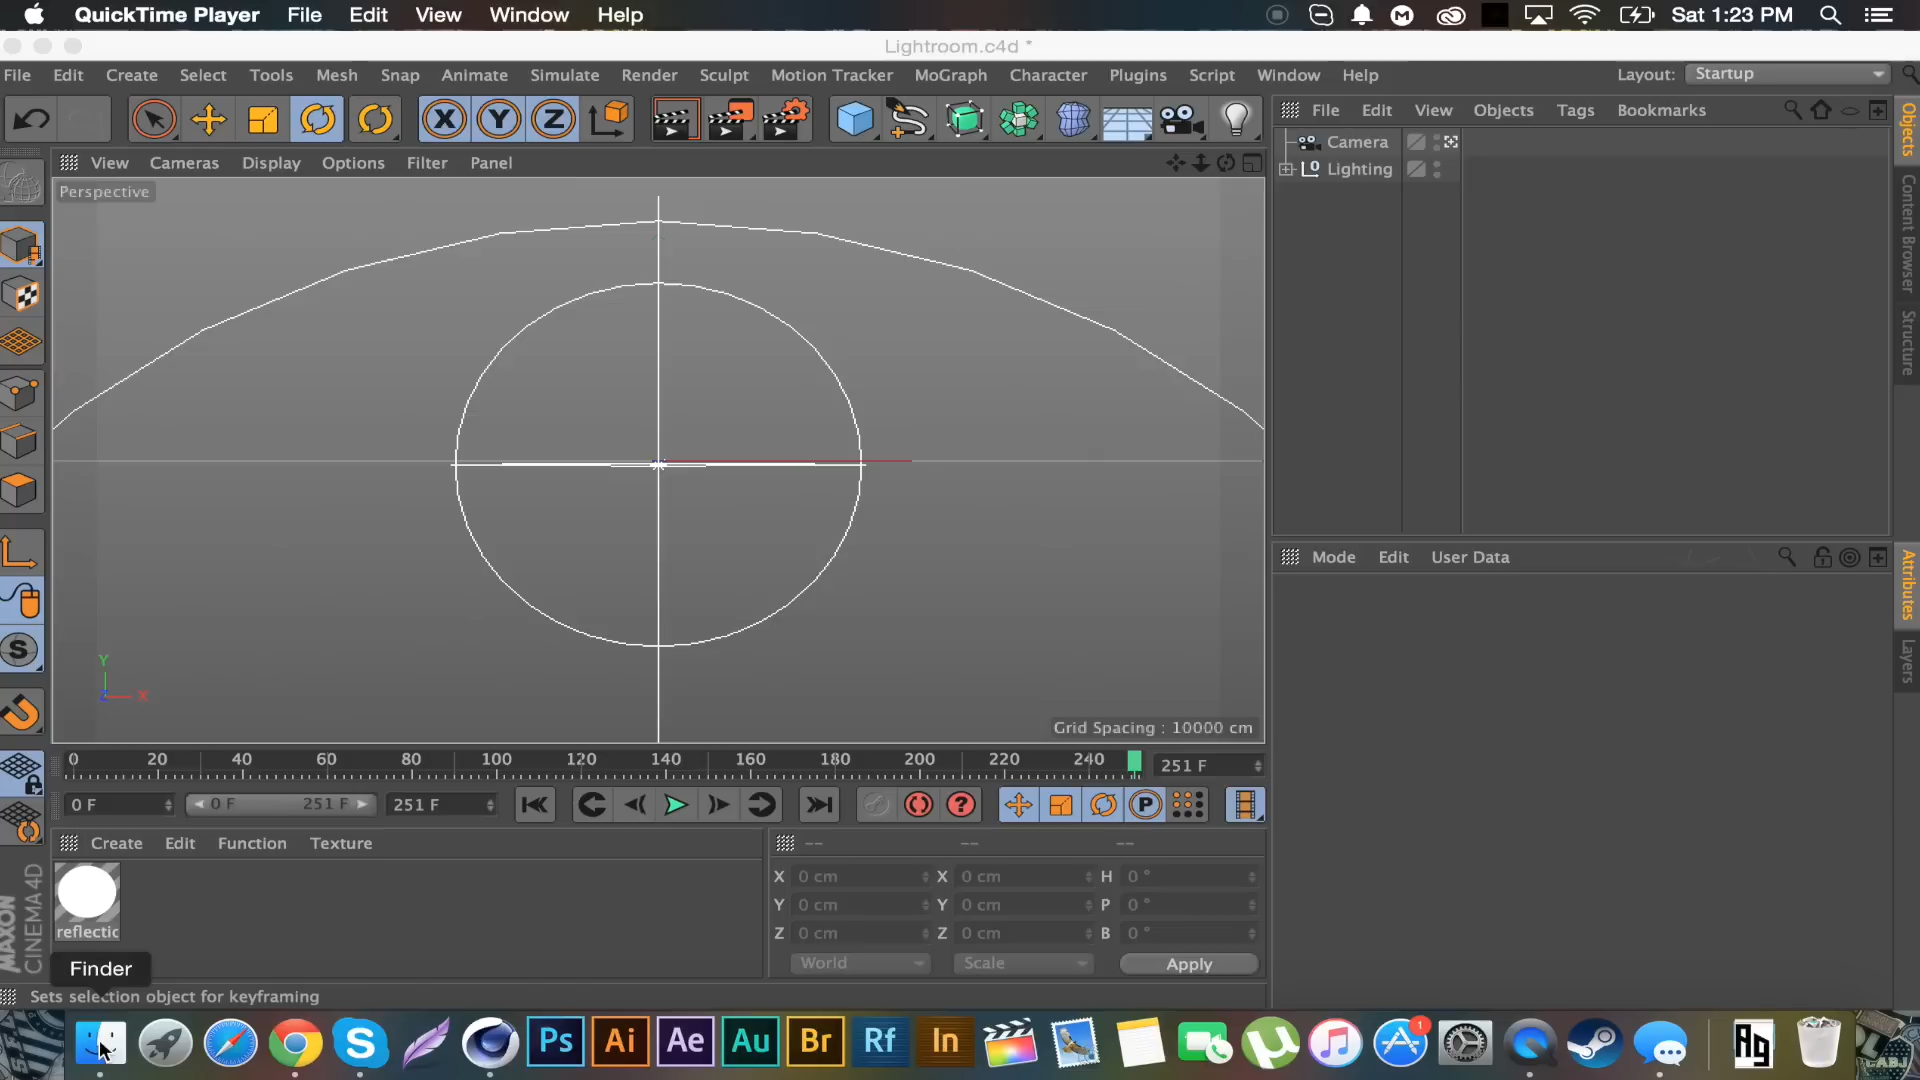 QuickTime Player File Edit View Window Help Sat 1:23 PM
Lightroom.c4d *
File Edit Create Select Tools Mesh Snap Animate Simulate Render Sculpt Motion Tracker MoGraph Character Plugins Script Window Help Layout: Startup
X Y Z
File Edit View Objects Tags Bookmarks
Camera
Lighting
Objects
Content Browser
Structure
View Cameras Display Options Filter Panel
Perspective
Y
Z X
Grid Spacing : 10000 cm
Mode Edit User Data
Attributes
Layers
S
0 20 40 60 80 100 120 140 160 180 200 220 240 251 F
0 F 0 F 251 F 251 F ? P
Create Edit Function Texture
-- -- --
X 0 cm X 0 cm H 0 °
Y 0 cm Y 0 cm P 0 °
Z 0 cm Z 0 cm B 0 °
World Scale Apply
reflectic
MAXON
CINEMA 4D
Finder
Sets selection object for keyframing
S Ps Ai Ae Au Br Rf In 1 Ag